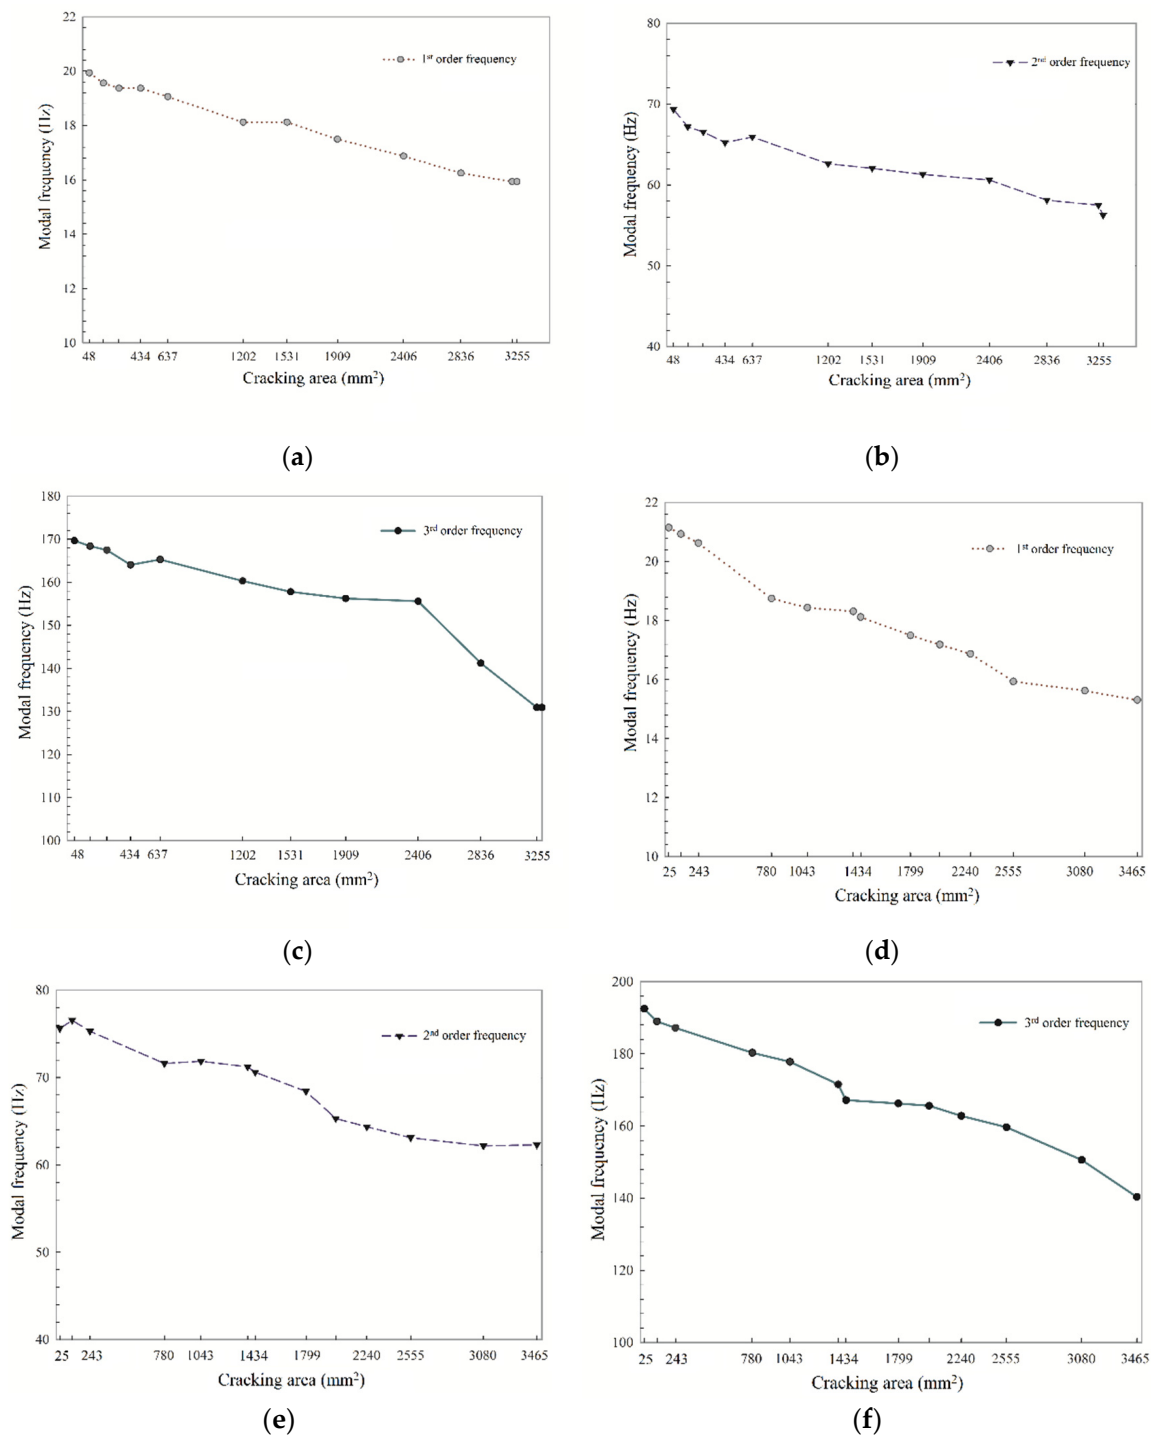 22
20
18
16
14
12
10
Modal frequency (Hz)
1st order frequency
48 434 637 1202 1531 1909 2406 2836 3255
Cracking area (mm2)
(a)
80
70
60
50
40
Modal frequency (Hz)
2nd order frequency
48 434 637 1202 1531 1909 2406 2836 3255
Cracking area (mm2)
(b)
180
170
160
150
140
130
120
110
100
Modal frequency (Hz)
3rd order frequency
48 434 637 1202 1531 1909 2406 2836 3255
Cracking area (mm2)
(c)
22
20
18
16
14
12
10
Modal frequency (Hz)
1st order frequency
25 243 780 1043 1434 1799 2240 2555 3080 3465
Cracking area (mm2)
(d)
80
70
60
50
40
Modal frequency (Hz)
2nd order frequency
25 243 780 1043 1434 1799 2240 2555 3080 3465
Cracking area (mm2)
(e)
200
180
160
140
120
100
Modal frequency (Hz)
3rd order frequency
25 243 780 1043 1434 1799 2240 2555 3080 3465
Cracking area (mm2)
(f)